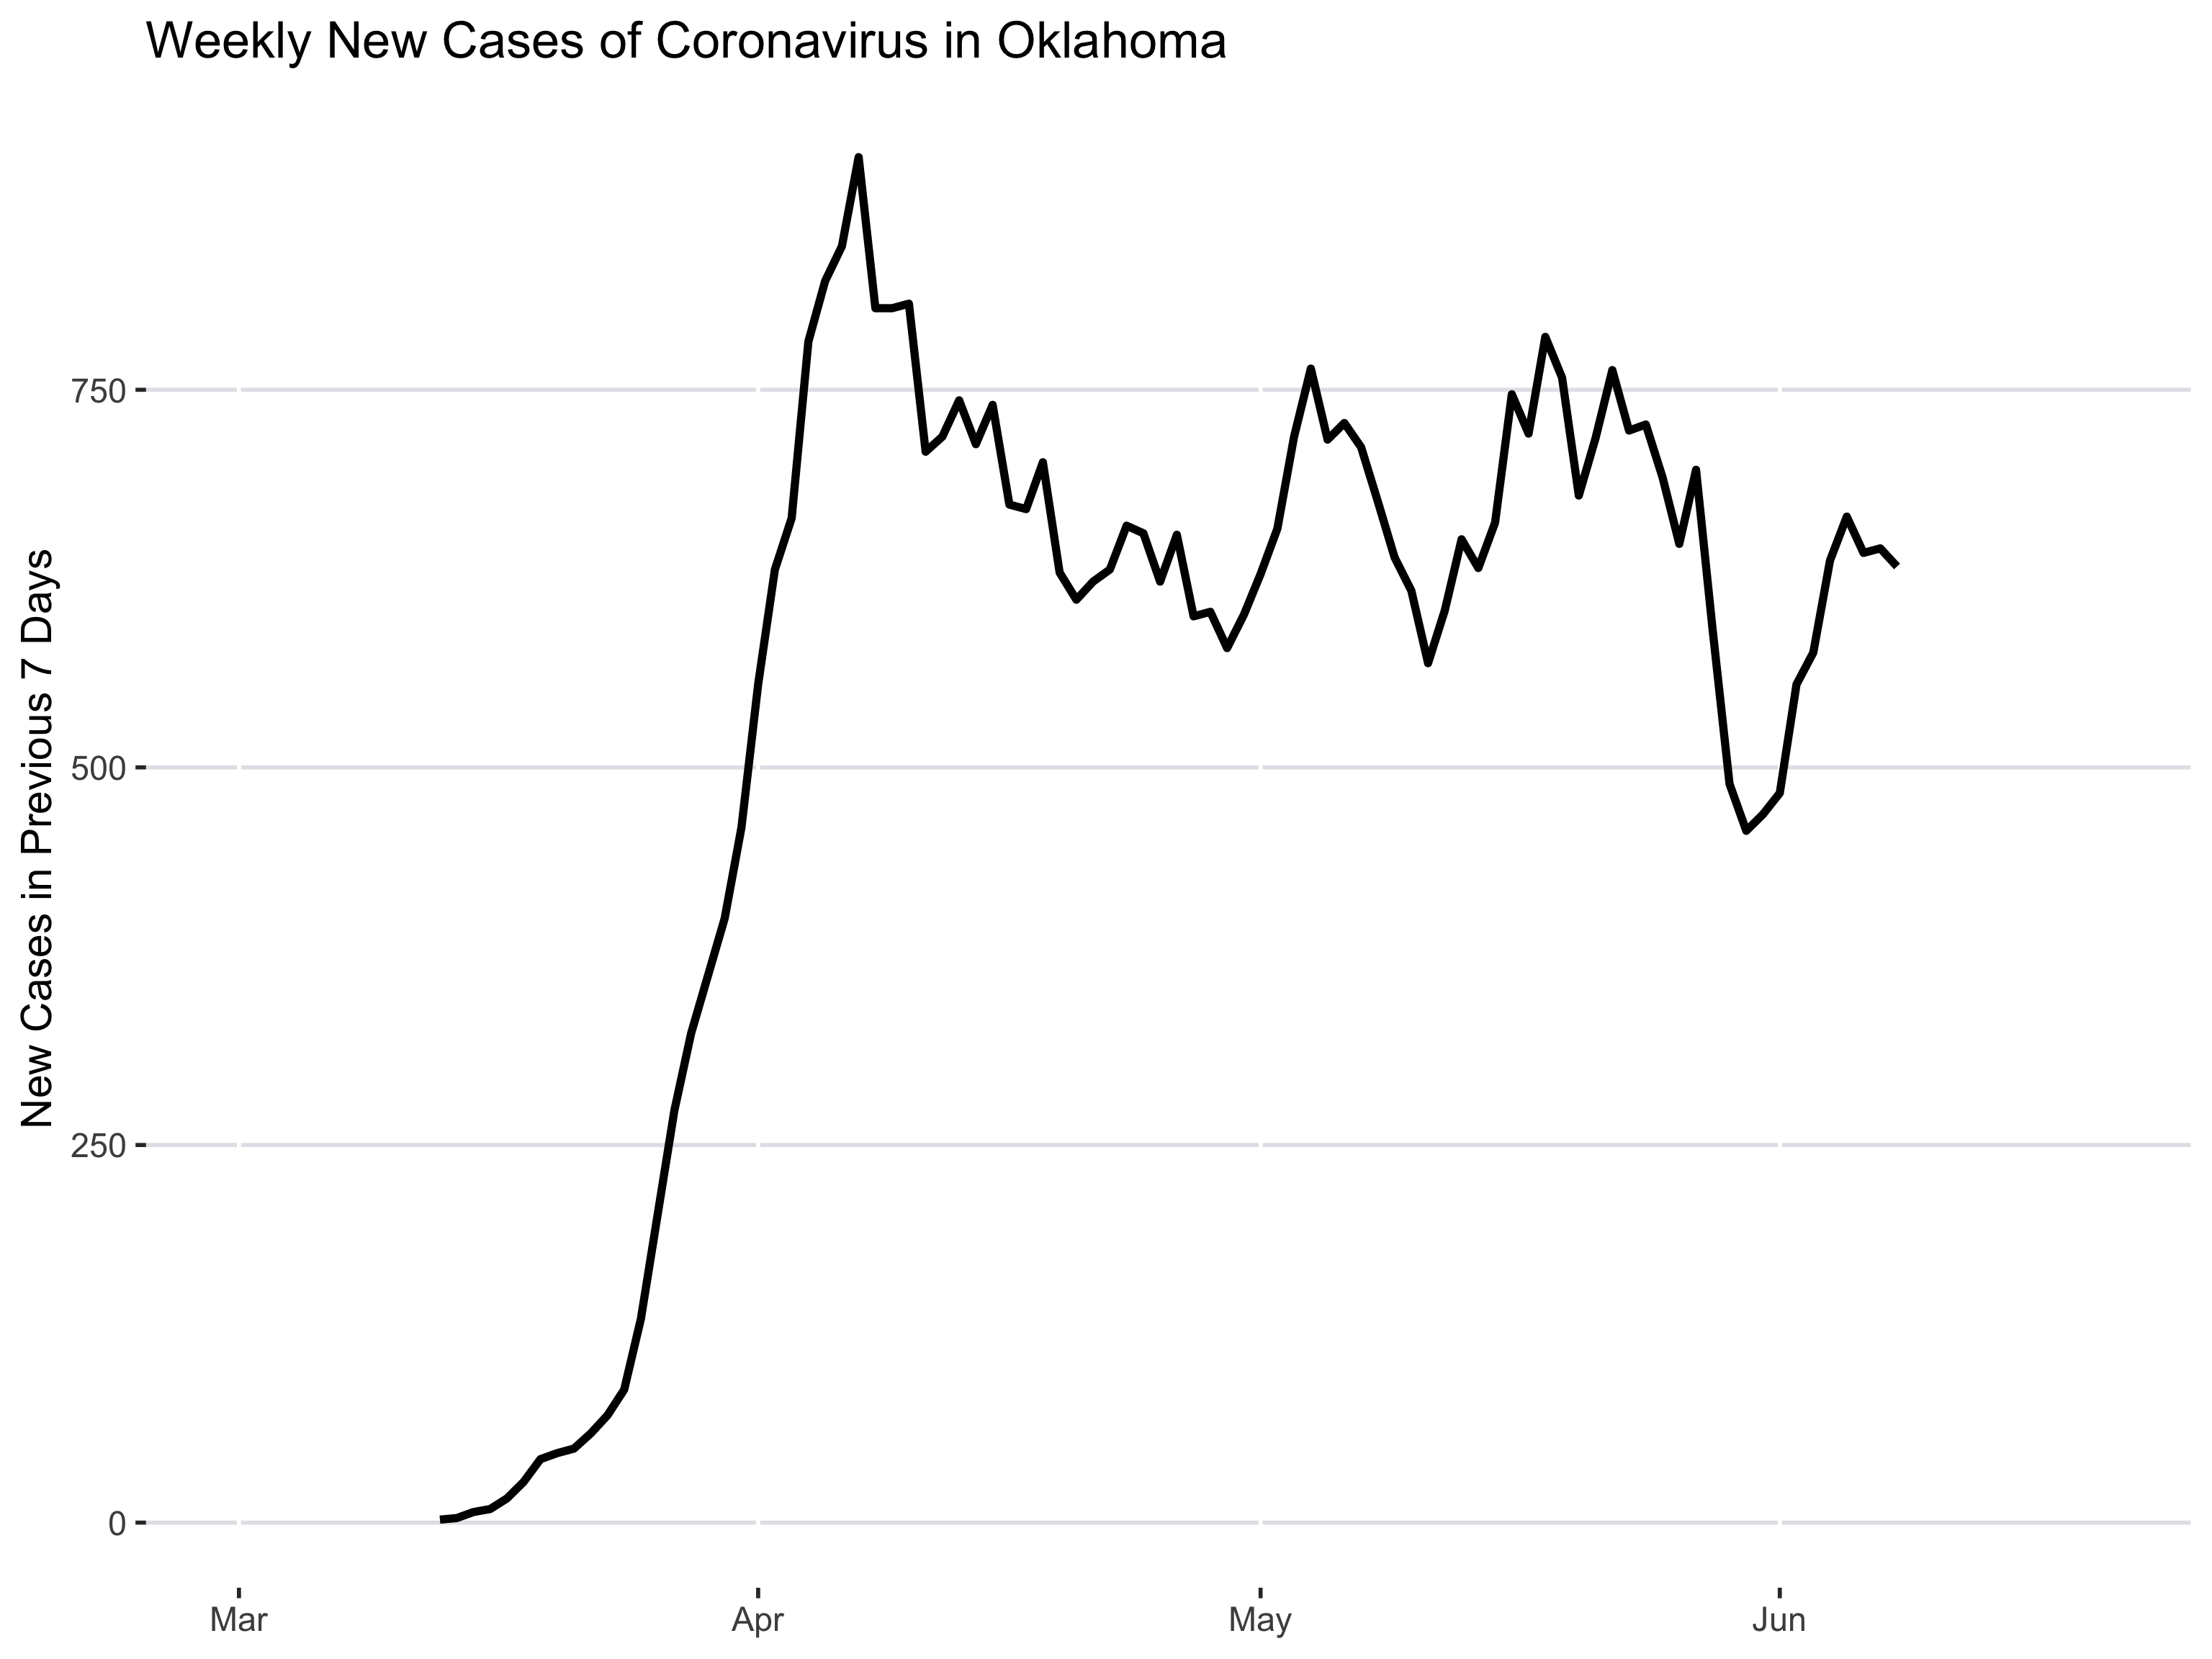 Weekly New Cases of Coronavirus in Oklahoma
New Cases in Previous 7 Days
750
500
250
0
Mar
Apr
May
Jun